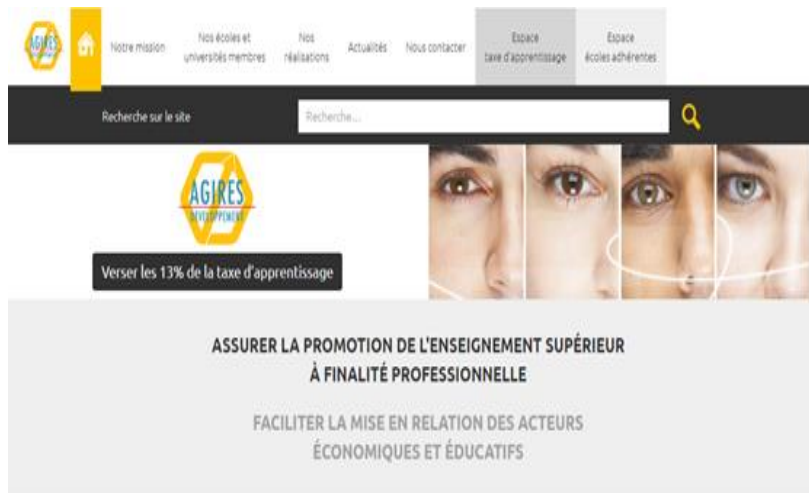 AGIRES
Notre mission
Nos écoles et
universités membres
Nos
réalisations
Actualités
Nous contacter
Espace
taxe d'apprentissage
Espace
écoles adhérentes
Recherche sur le site
Recherche...
AGIRES
DÉVELOPPEMENT
Verser les 13% de la taxe d'apprentissage
ASSURER LA PROMOTION DE L'ENSEIGNEMENT SUPÉRIEUR
À FINALITÉ PROFESSIONNELLE
FACILITER LA MISE EN RELATION DES ACTEURS
ÉCONOMIQUES ET ÉDUCATIFS